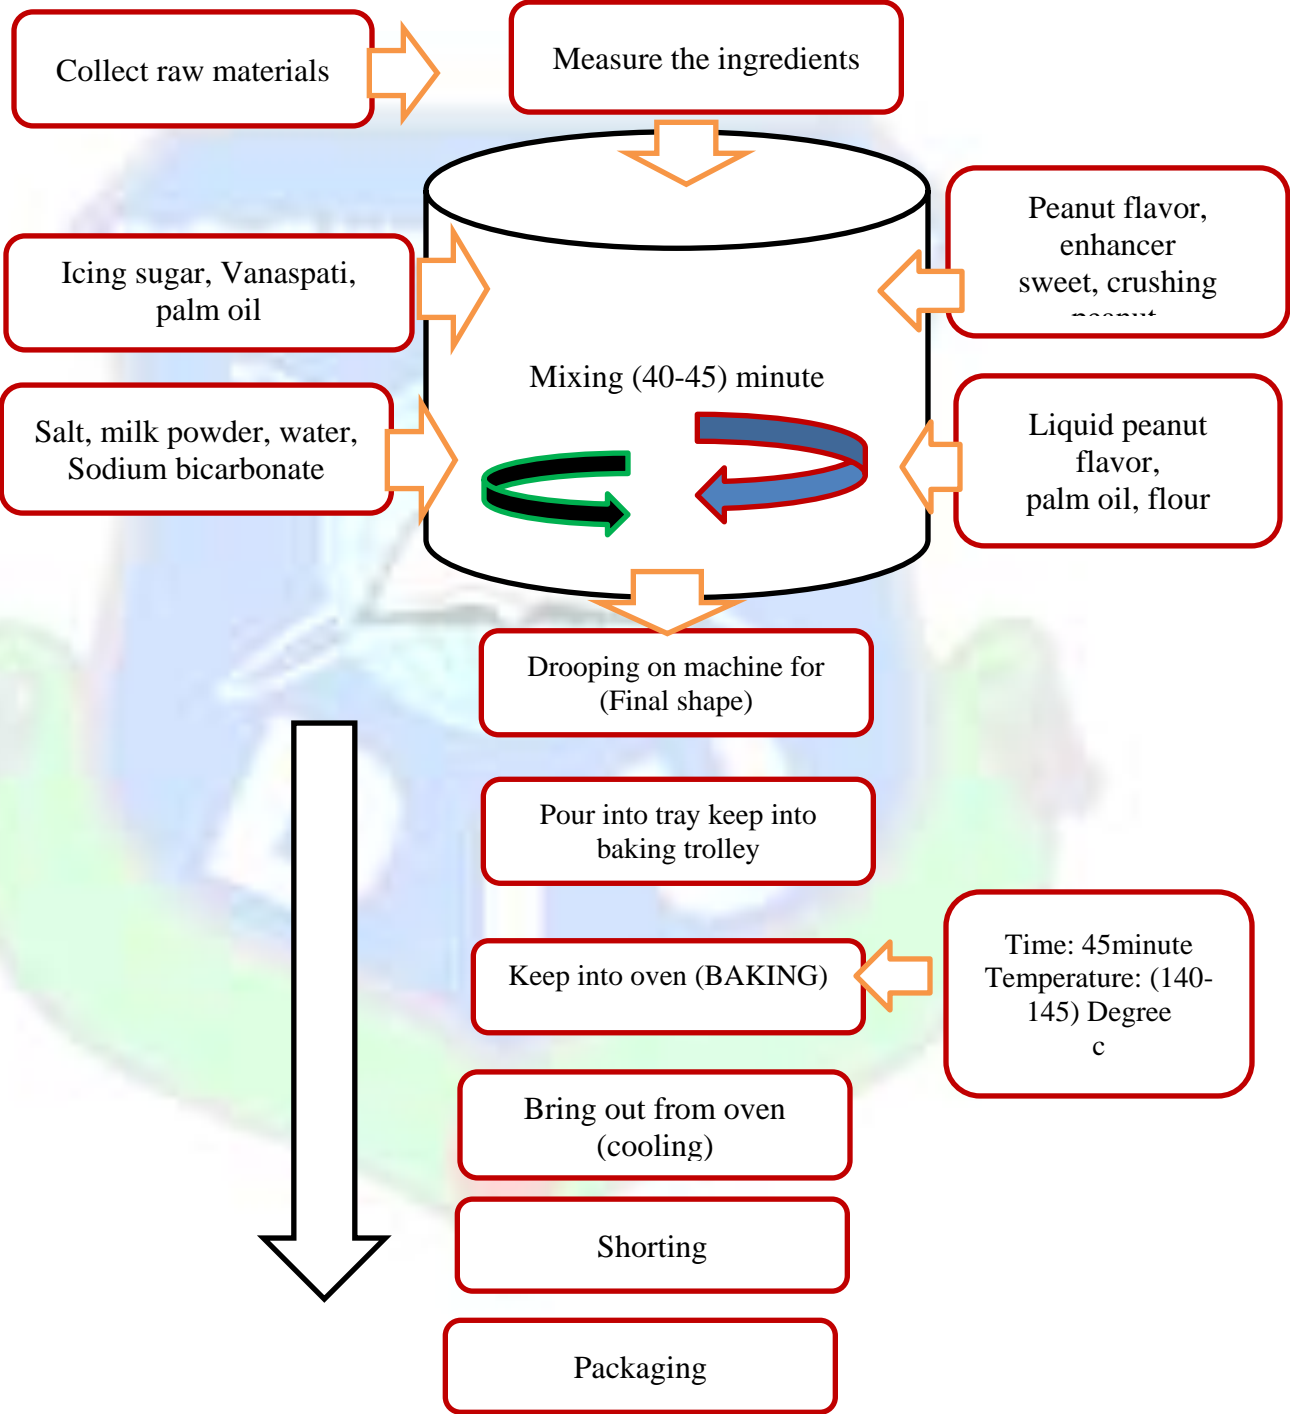 Collect raw materials
Measure the ingredients
Icing sugar, Vanaspati,
palm oil
Peanut flavor,
enhancer
sweet, crushing
peanut
Mixing (40-45) minute
Salt, milk powder, water,
Sodium bicarbonate
Liquid peanut
flavor,
palm oil, flour
Drooping on machine for
(Final shape)
Pour into tray keep into
baking trolley
Keep into oven (BAKING)
Time: 45minute
Temperature: (140-
145) Degree
c
Bring out from oven
(cooling)
Shorting
Packaging